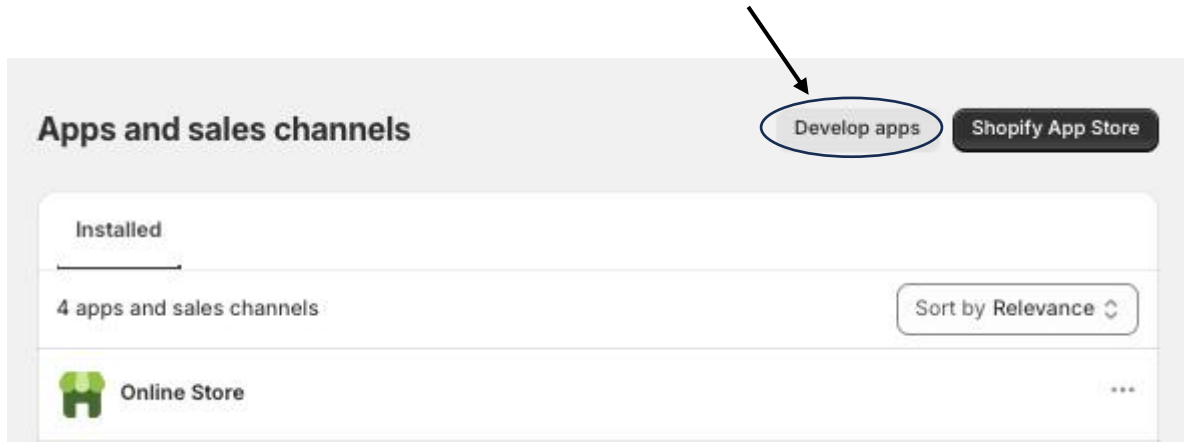 Apps and sales channels
Develop apps
Shopify App Store
Installed
4 apps and sales channels
Sort by Relevance
Online Store